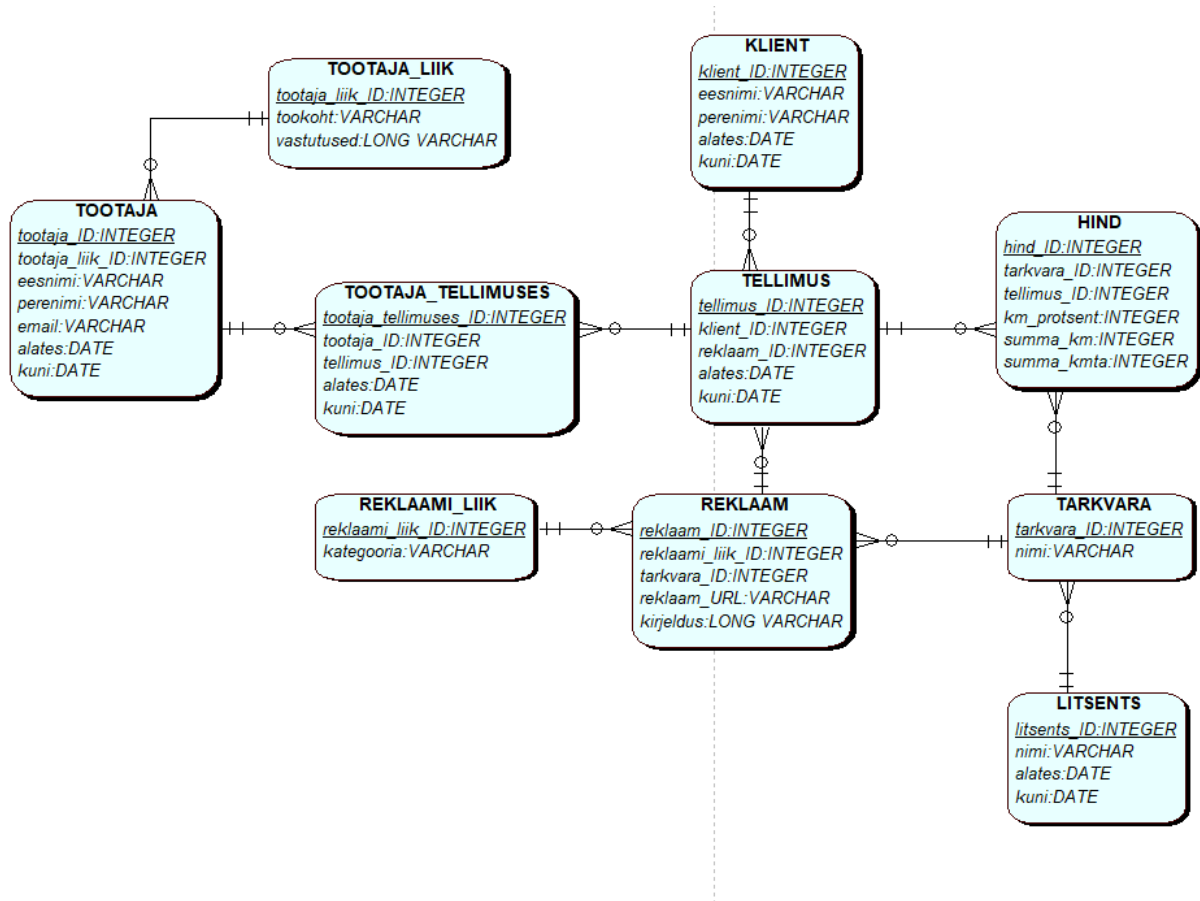 TOOTAJA_LIIK
tootaja_liik_ID:INTEGER
tookoht:VARCHAR
vastutused:LONG VARCHAR
KLIENT
klient_ID:INTEGER
eesnimi:VARCHAR
perenimi:VARCHAR
alates:DATE
kuni:DATE
TOOTAJA
tootaja_ID:INTEGER
tootaja_liik_ID:INTEGER
eesnimi:VARCHAR
perenimi:VARCHAR
email:VARCHAR
alates:DATE
kuni:DATE
TOOTAJA_TELLIMUSES
tootaja_tellimuses_ID:INTEGER
tootaja_ID:INTEGER
tellimus_ID:INTEGER
alates:DATE
kuni:DATE
TELLIMUS
tellimus_ID:INTEGER
klient_ID:INTEGER
reklaam_ID:INTEGER
alates:DATE
kuni:DATE
HIND
hind_ID:INTEGER
tarkvara_ID:INTEGER
tellimus_ID:INTEGER
km_protsent:INTEGER
summa_km:INTEGER
summa_kmta:INTEGER
REKLAAMI_LIIK
reklaami_liik_ID:INTEGER
kategooria:VARCHAR
REKLAAM
reklaam_ID:INTEGER
reklaami_liik_ID:INTEGER
tarkvara_ID:INTEGER
reklaam_URL:VARCHAR
kirjeldus:LONG VARCHAR
TARKVARA
tarkvara_ID:INTEGER
nimi:VARCHAR
LITSENTS
litsents_ID:INTEGER
nimi:VARCHAR
alates:DATE
kuni:DATE